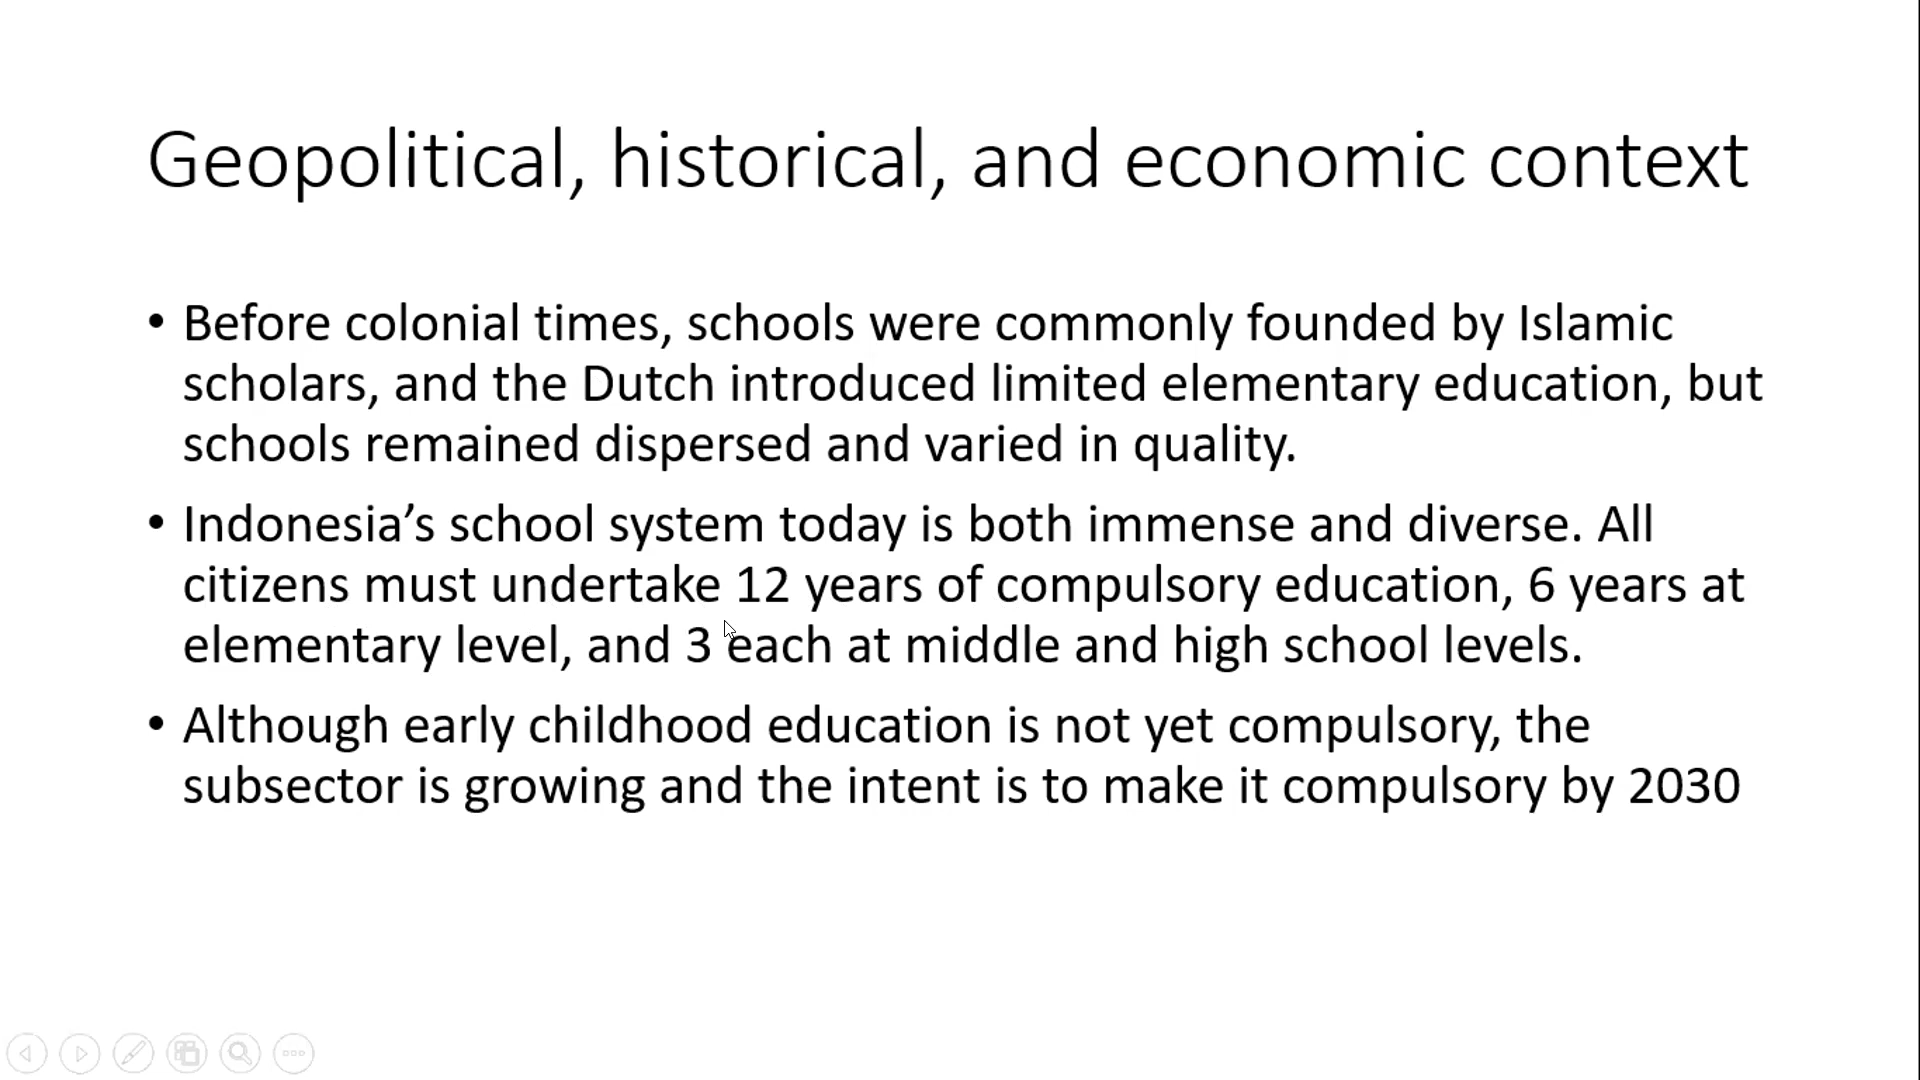 Geopolitical, historical, and economic context
• Before colonial times, schools were commonly founded by Islamic
scholars, and the Dutch introduced limited elementary education, but
schools remained dispersed and varied in quality.
• Indonesia’s school system today is both immense and diverse. All
citizens must undertake 12 years of compulsory education, 6 years at
elementary level, and 3 each at middle and high school levels.
• Although early childhood education is not yet compulsory, the
subsector is growing and the intent is to make it compulsory by 2030